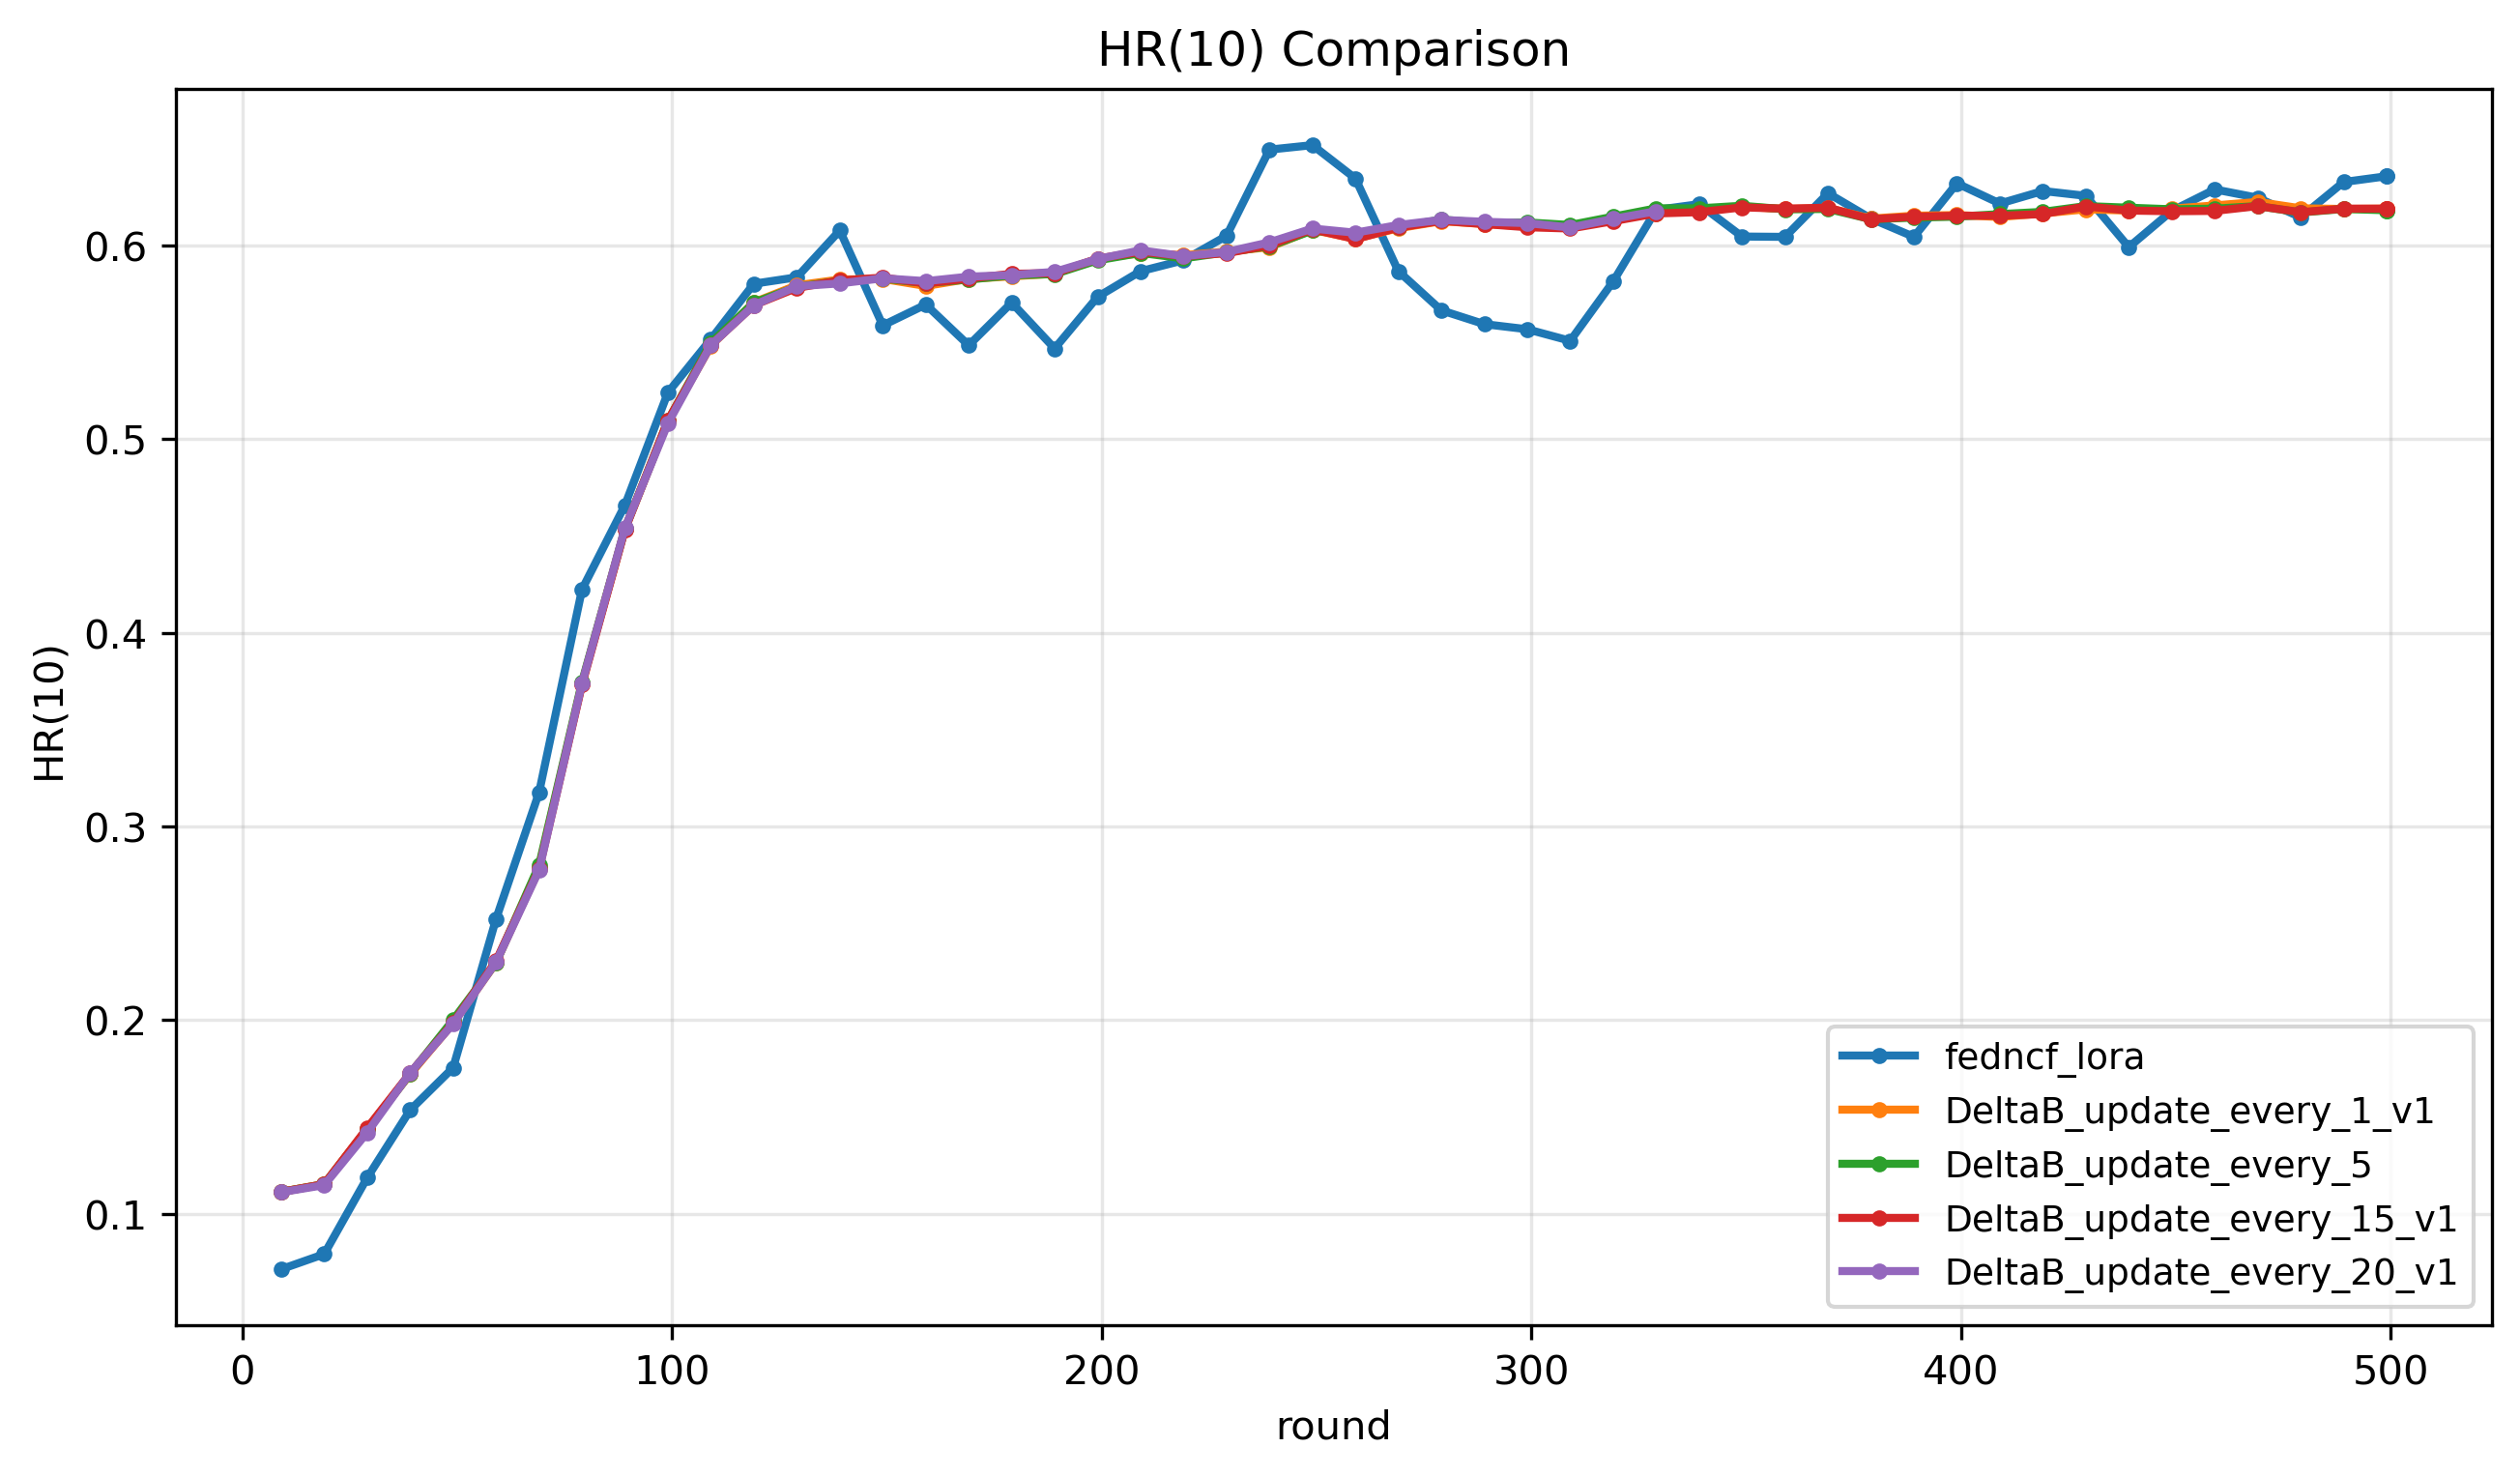 HR(10) Comparison
HR(10)
0.6
0.5
0.4
0.3
0.2
0.1
0
100
200
300
400
500
round
fedncf_lora
DeltaB_update_every_1_v1
DeltaB_update_every_5
DeltaB_update_every_15_v1
DeltaB_update_every_20_v1